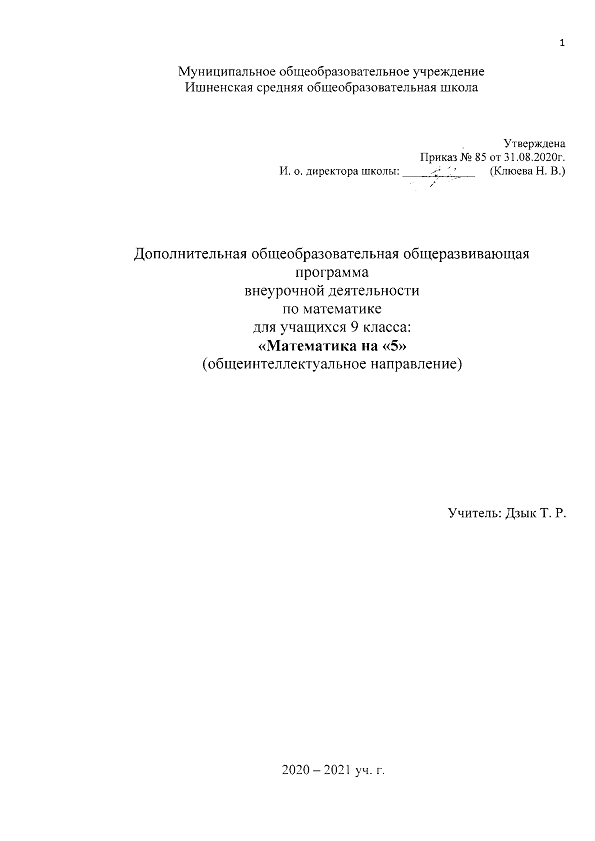 1
Муниципальное общеобразовательное учреждение
Ишненская средняя общеобразовательная школа
Утверждена
Приказ № 85 от 31.08.2020г.
И. о. директора школы: ____________ (Клюева Н. В.)
Дополнительная общеобразовательная общеразвивающая
программа
внеурочной деятельности
по математике
для учащихся 9 класса:
«Математика на «5»
(общеинтеллектуальное направление)
Учитель: Дзык Т. Р.
2020 – 2021 уч. г.